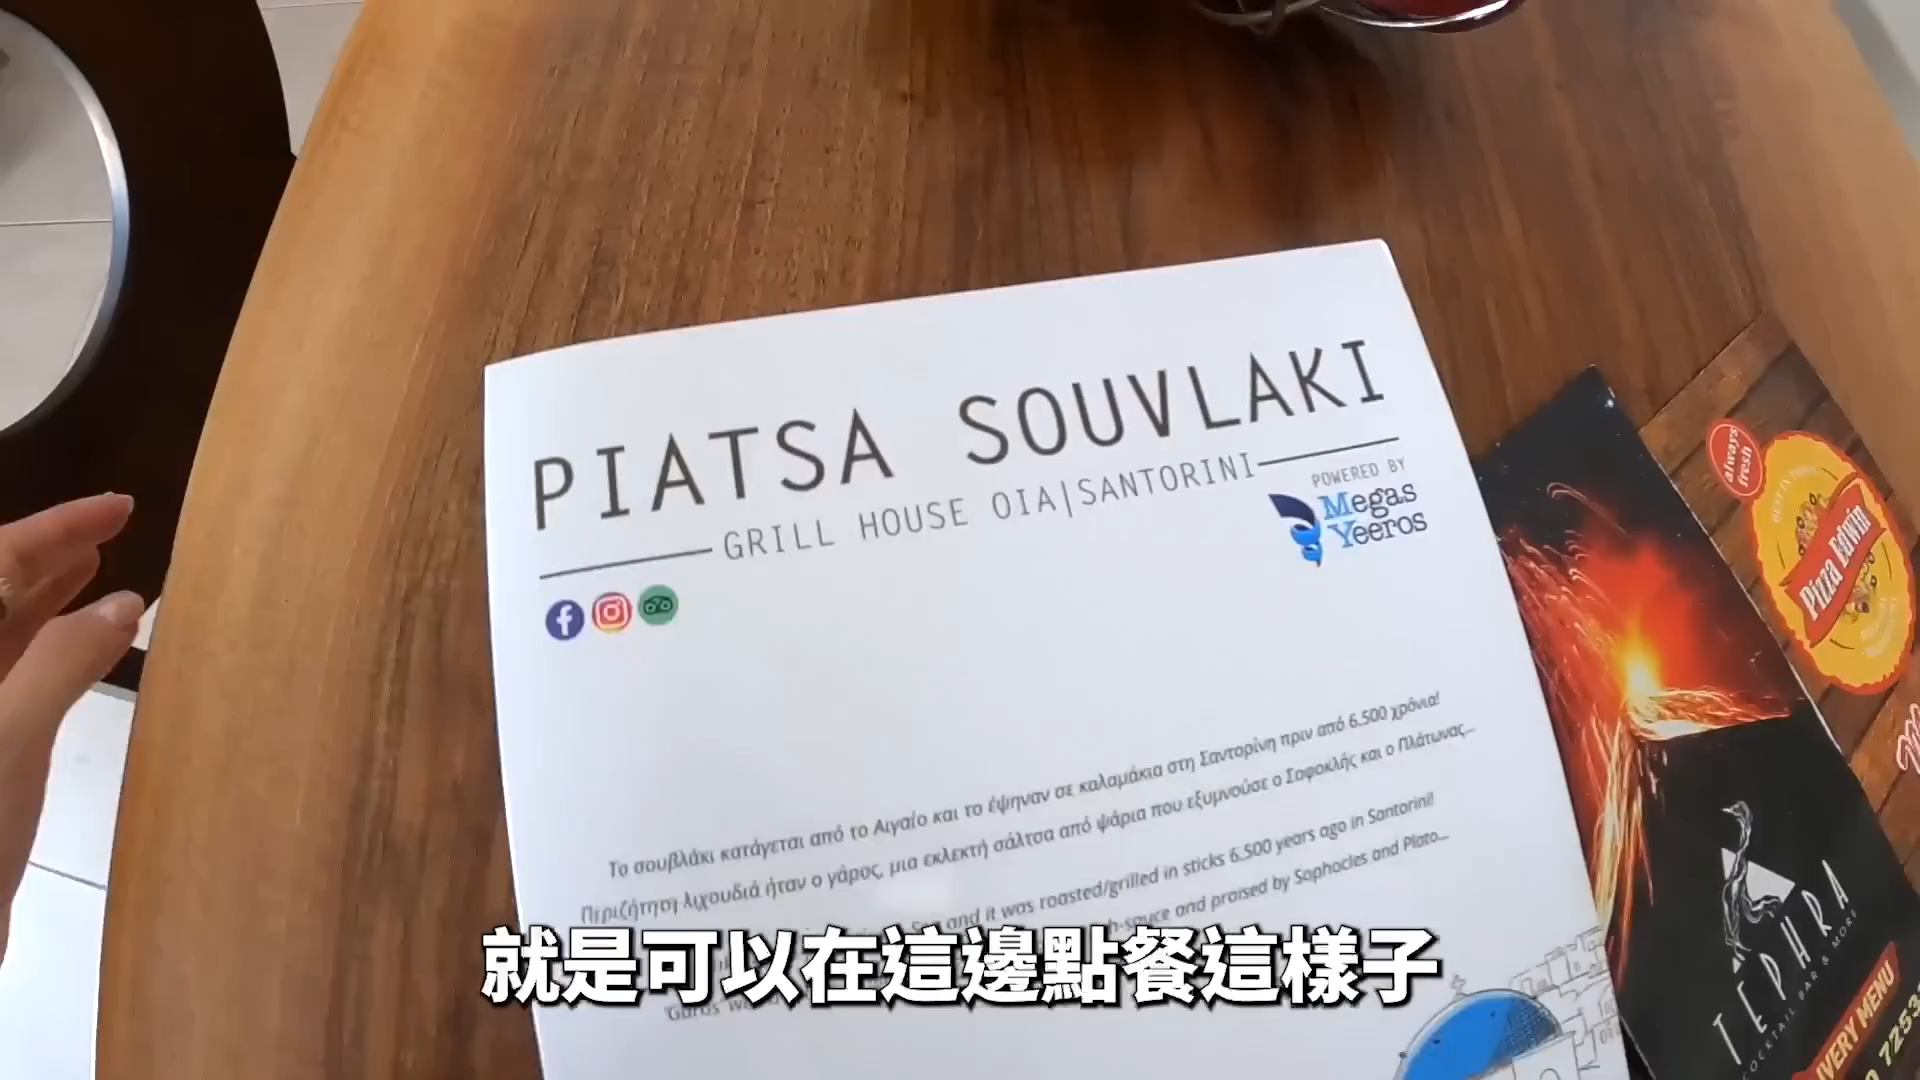 PIATSA SOUVLAKI
GRILL HOUSE OIA|SANTORINI
POWERED BY
Megas
Yeeros
Το σουβλάκι κατάγεται από το Αιγαίο και το έψηναν σε καλαμάκια στη Σαντορίνη πριν από 6.500 χρόνια!
Περιζήτητη λιχουδιά ήταν ο γάρος, μια εκλεκτή σάλτσα από ψάρια που εξυμνούσε ο Σοφοκλής και ο Πλάτωνας...
and it was roasted/grilled in sticks 6.500 years ago in Santorini!
sauce and praised by Sophocles and Plato...
'Garos'
就是可以在這邊點餐這樣子
always
fresh
Pizza Edwin
TEPHRA
COCKTAIL BAR & MORE
MENU